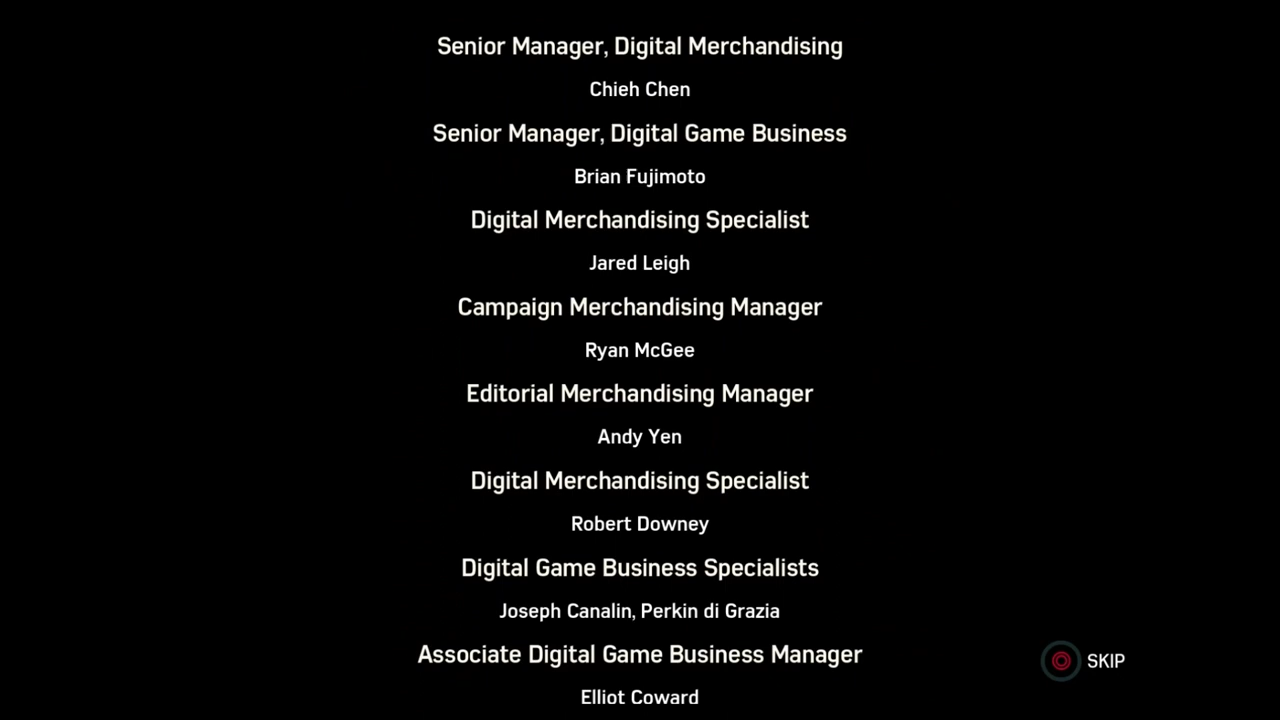 Senior Manager, Digital Merchandising
Chieh Chen
Senior Manager, Digital Game Business
Brian Fujimoto
Digital Merchandising Specialist
Jared Leigh
Campaign Merchandising Manager
Ryan McGee
Editorial Merchandising Manager
Andy Yen
Digital Merchandising Specialist
Robert Downey
Digital Game Business Specialists
Joseph Canalin, Perkin di Grazia
Associate Digital Game Business Manager
SKIP
Elliot Coward